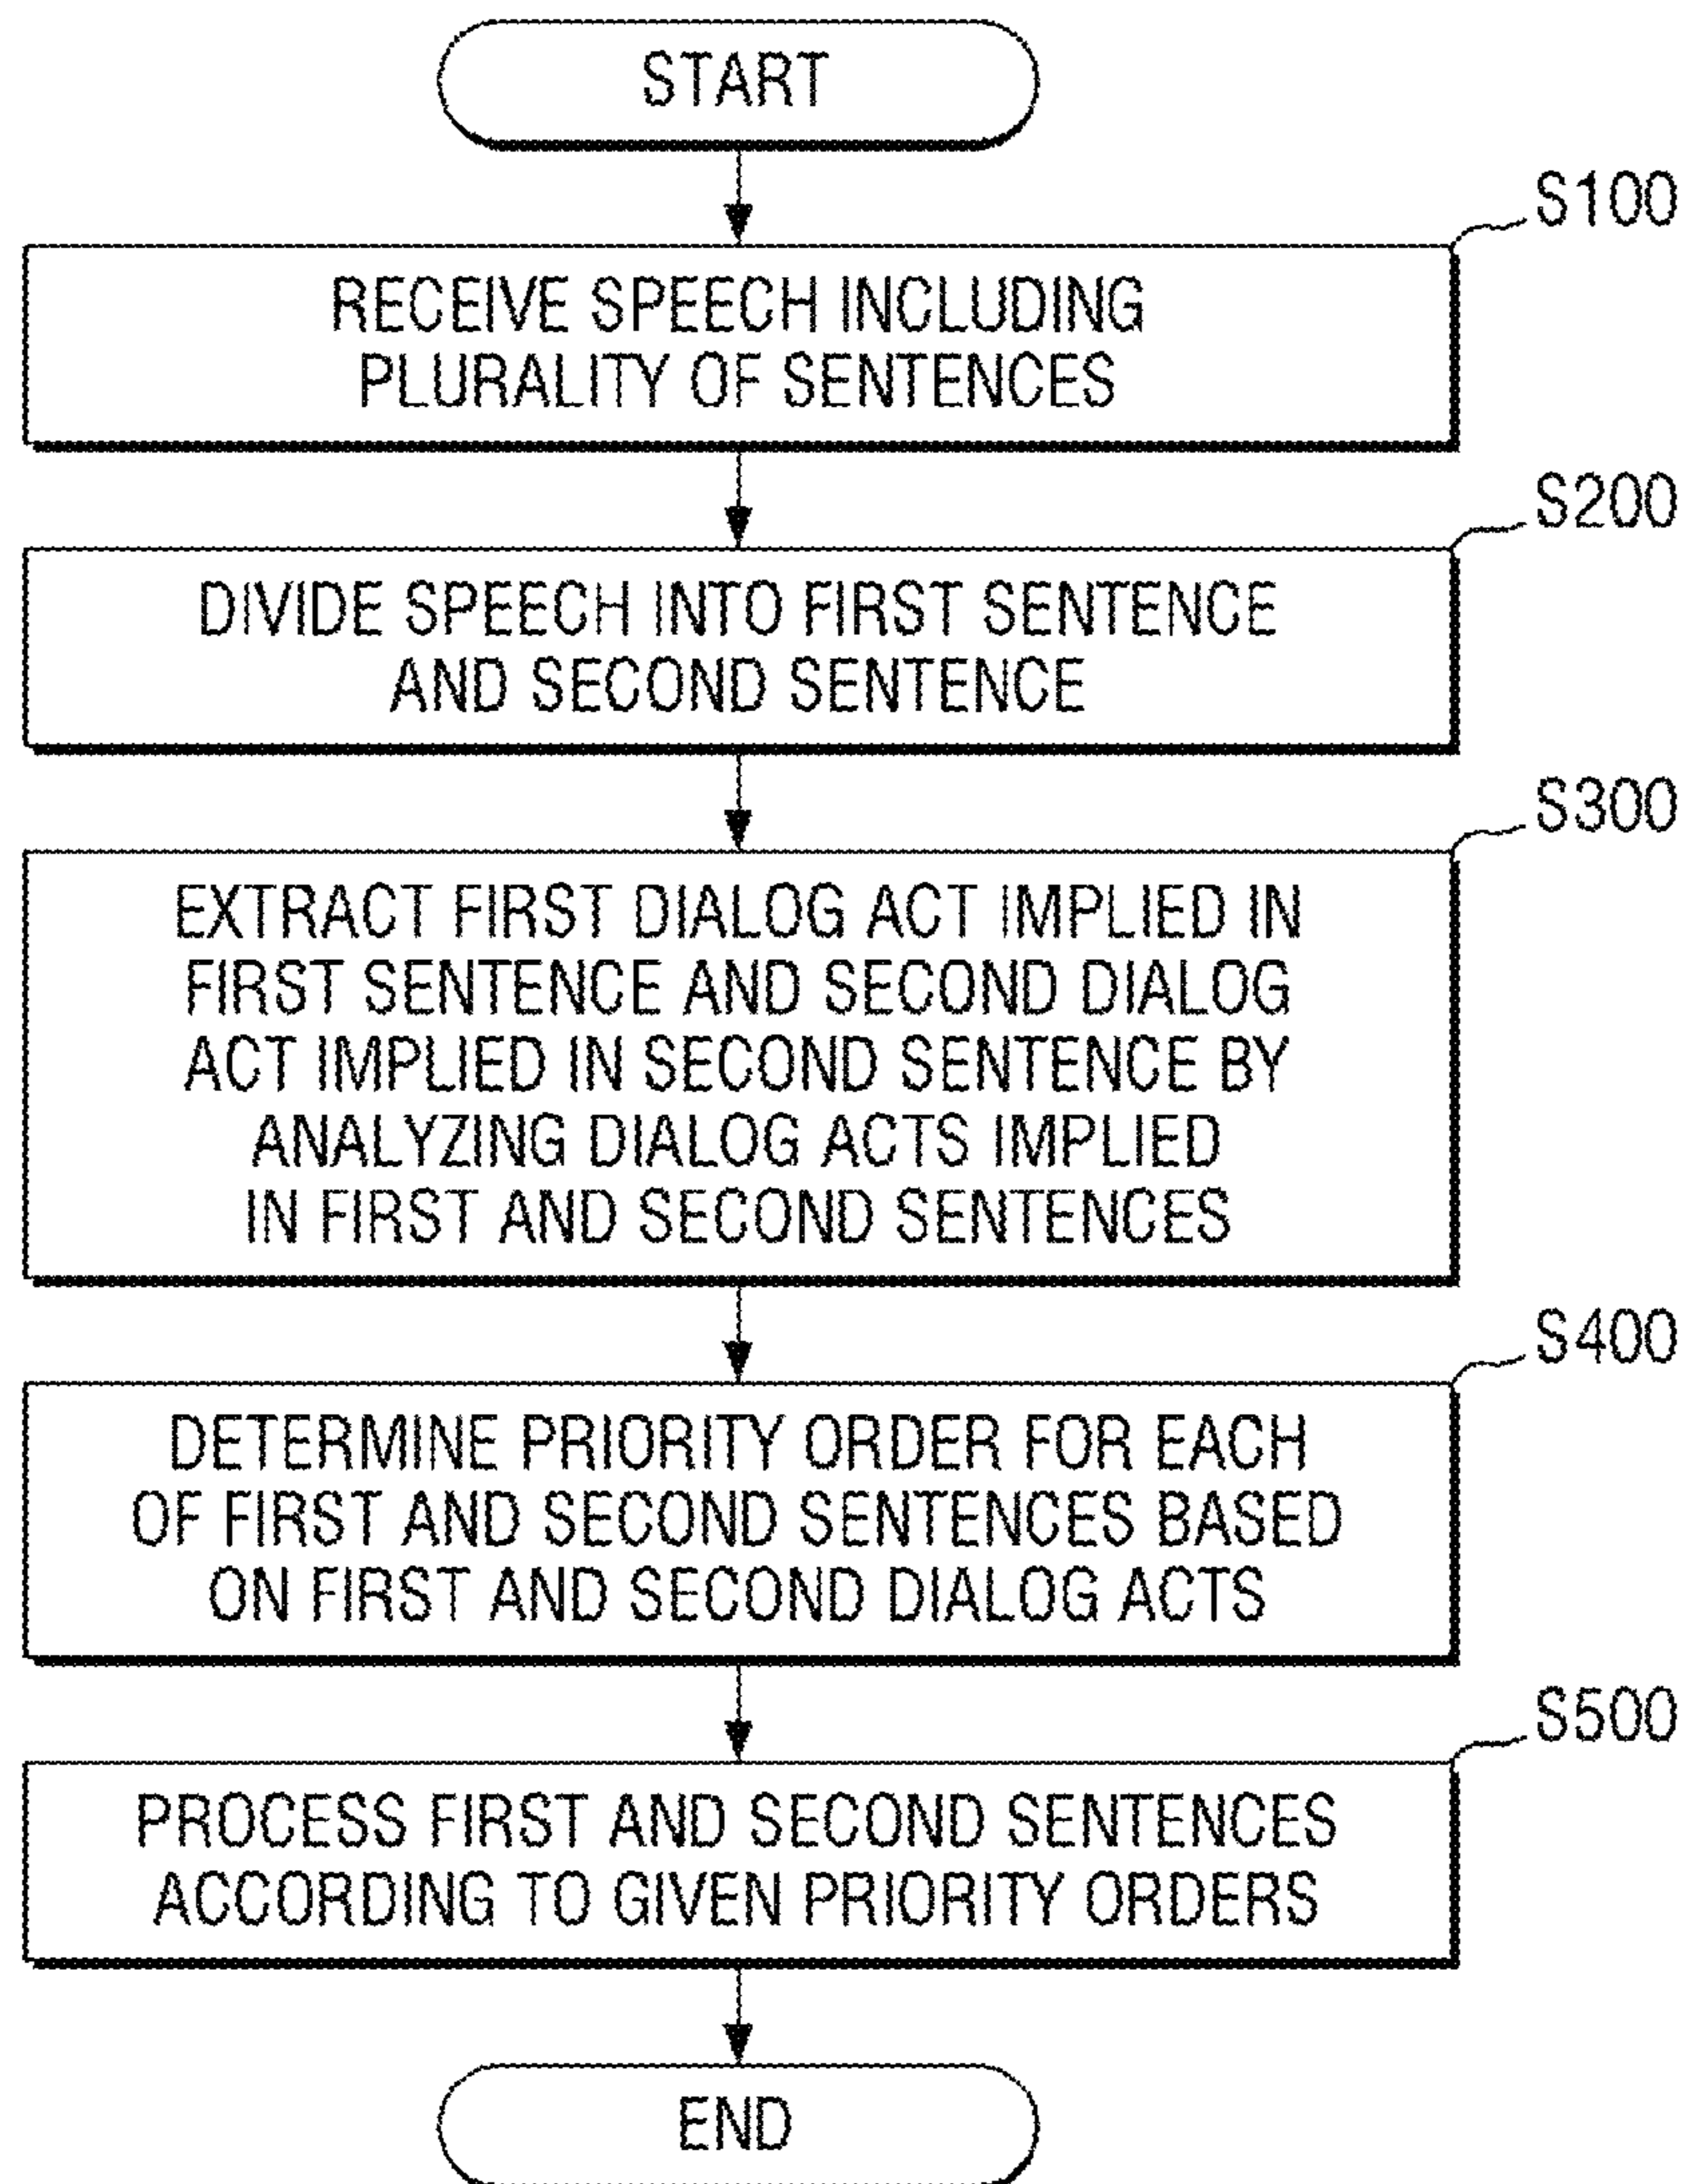 START
S100
RECEIVE SPEECH INCLUDING
PLURALITY OF SENTENCES
S200
DIVIDE SPEECH INTO FIRST SENTENCE
AND SECOND SENTENCE
S300
EXTRACT FIRST DIALOG ACT IMPLIED IN
FIRST SENTENCE AND SECOND DIALOG
ACT IMPLIED IN SECOND SENTENCE BY
ANALYZING DIALOG ACTS IMPLIED
IN FIRST AND SECOND SENTENCES
S400
DETERMINE PRIORITY ORDER FOR EACH
OF FIRST AND SECOND SENTENCES BASED
ON FIRST AND SECOND DIALOG ACTS
S500
PROCESS FIRST AND SECOND SENTENCES
ACCORDING TO GIVEN PRIORITY ORDERS
END